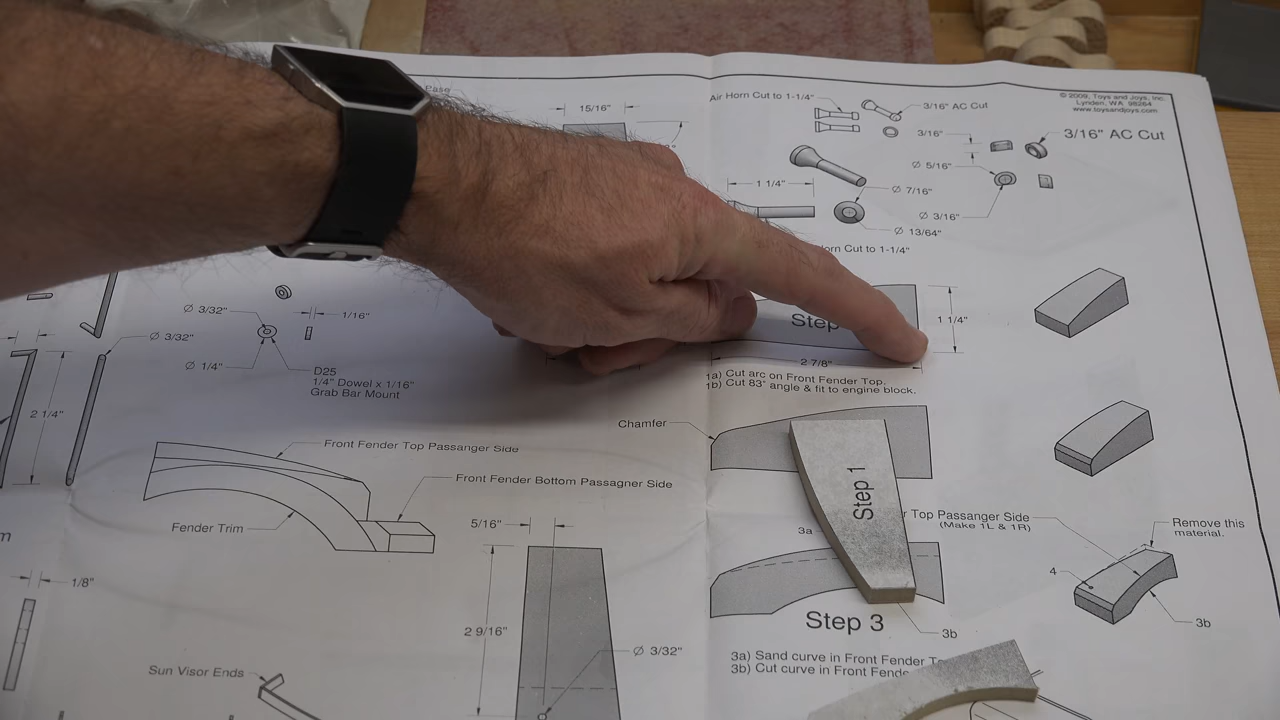 Pase
15/16"
Air Horn Cut to 1-1/4"
3/16" AC Cut
© 2009, Toys and Joys, Inc.
Lynden, WA 98264
www.toysandjoys.com
3/16"
3/16" AC Cut
Ø 5/16"
1 1/4"
Ø 7/16"
Ø 3/16"
Ø 13/64"
Horn Cut to 1-1/4"
Ø 3/32"
1/16"
Ø 3/32"
Ø 1/4"
D25
1/4" Dowel x 1/16"
Grab Bar Mount
2 1/4"
Step
1 1/4"
2 7/8"
1a) Cut arc on Front Fender Top.
1b) Cut 83° angle & fit to engine block.
Chamfer
Front Fender Top Passanger Side
Front Fender Bottom Passagner Side
Fender Trim
Step 1
5/16"
3a
r Top Passanger Side
(Make 1L & 1R)
Remove this
material.
4
3b
1/8"
2 9/16"
Ø 3/32"
Step 3
3b
3a) Sand curve in Front Fender T
3b) Cut curve in Front Fende
Sun Visor Ends